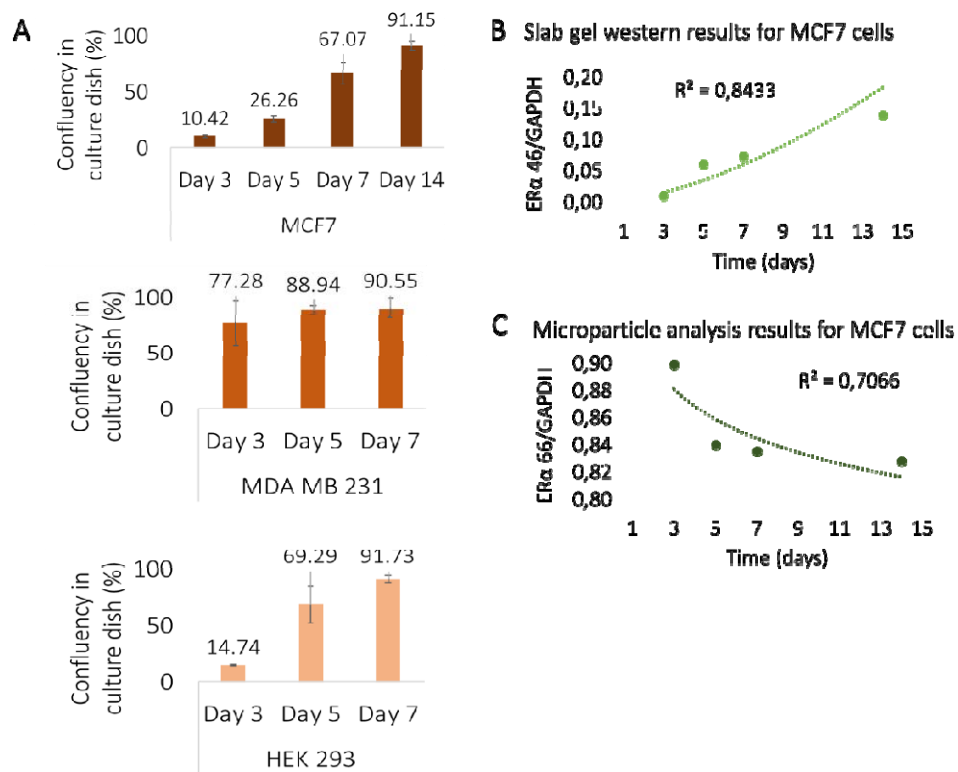 A
Confluency in
culture dish (%)
100
50
0
10.42
26.26
67.07
91.15
Day 3
Day 5
Day 7
Day 14
MCF7
Confluency in
culture dish (%)
100
50
0
77.28
88.94
90.55
Day 3
Day 5
Day 7
MDA MB 231
Confluency in
culture dish (%)
100
50
0
14.74
69.29
91.73
Day 3
Day 5
Day 7
HEK 293
B Slab gel western results for MCF7 cells
ERα 46/GAPDH
0,20
0,15
0,10
0,05
0,00
R² = 0,8433
1 3 5 7 9 11 13 15
Time (days)
C Microparticle analysis results for MCF7 cells
ERα 66/GAPDH
0,90
0,88
0,86
0,84
0,82
0,80
R² = 0,7066
1 3 5 7 9 11 13 15
Time (days)